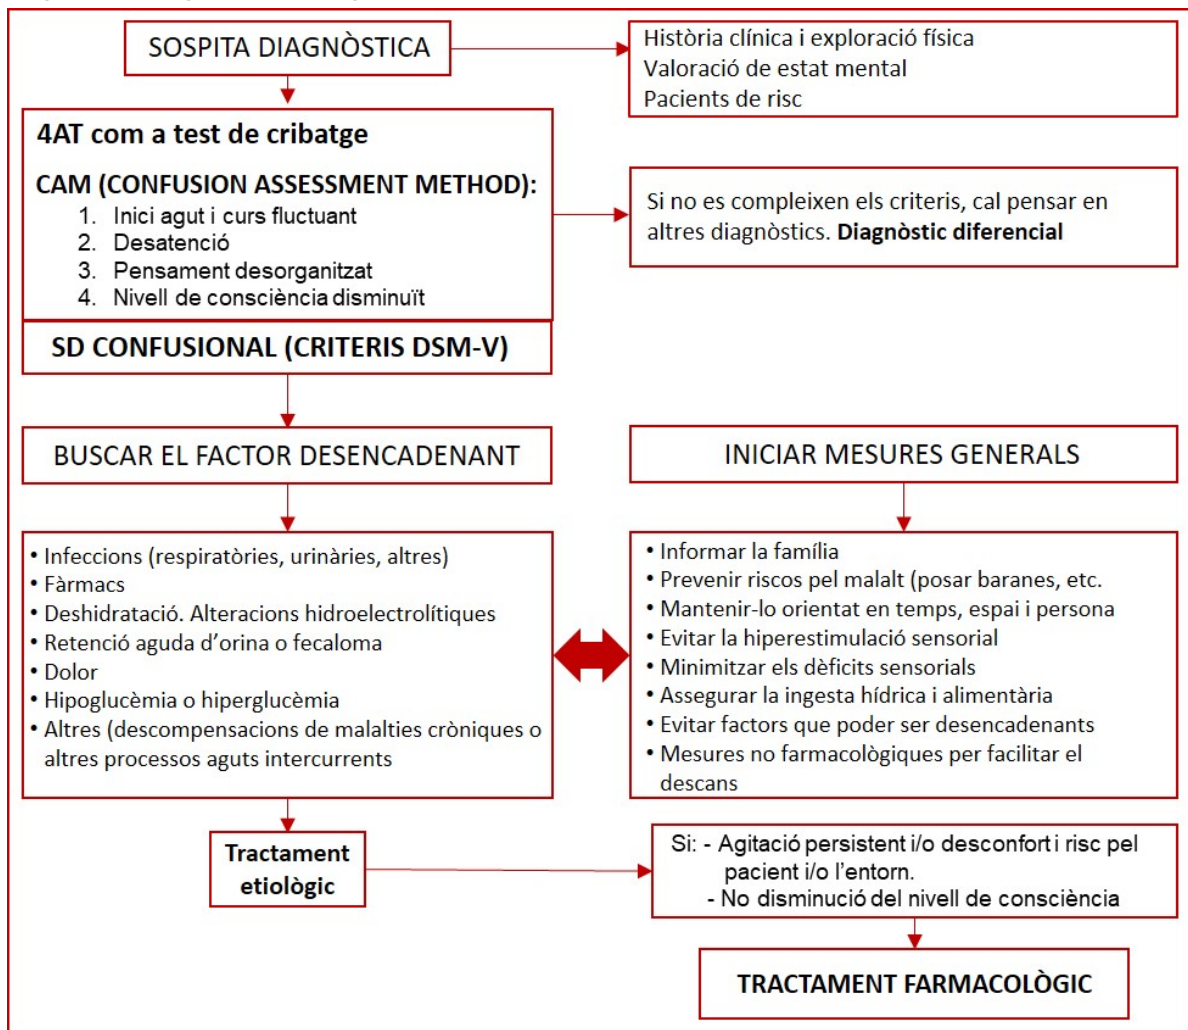 SOSPITA DIAGNÒSTICA
Història clínica i exploració física
Valoració de estat mental
Pacients de risc
4AT com a test de cribatge
CAM (CONFUSION ASSESSMENT METHOD):
1. Inici agut i curs fluctuant
2. Desatenció
3. Pensament desorganitzat
4. Nivell de consciència disminuït
Si no es compleixen els criteris, cal pensar en
altres diagnòstics. Diagnòstic diferencial
SD CONFUSIONAL (CRITERIS DSM-V)
BUSCAR EL FACTOR DESENCADENANT
INICIAR MESURES GENERALS
• Infeccions (respiratòries, urinàries, altres)
• Fàrmacs
• Deshidratació. Alteracions hidroelectrolítiques
• Retenció aguda d'orina o fecaloma
• Dolor
• Hipoglucèmia o hiperglucèmia
• Altres (descompensacions de malalties cròniques o
altres processos aguts intercurrents
• Informar la família
• Prevenir riscos pel malalt (posar baranes, etc.
• Mantenir-lo orientat en temps, espai i persona
• Evitar la hiperestimulació sensorial
• Minimitzar els dèficits sensorials
• Assegurar la ingesta hídrica i alimentària
• Evitar factors que poder ser desencadenants
• Mesures no farmacològiques per facilitar el
descans
Tractament
etiològic
Si: - Agitació persistent i/o desconfort i risc pel
pacient i/o l'entorn.
- No disminució del nivell de consciència
TRACTAMENT FARMACOLÒGIC